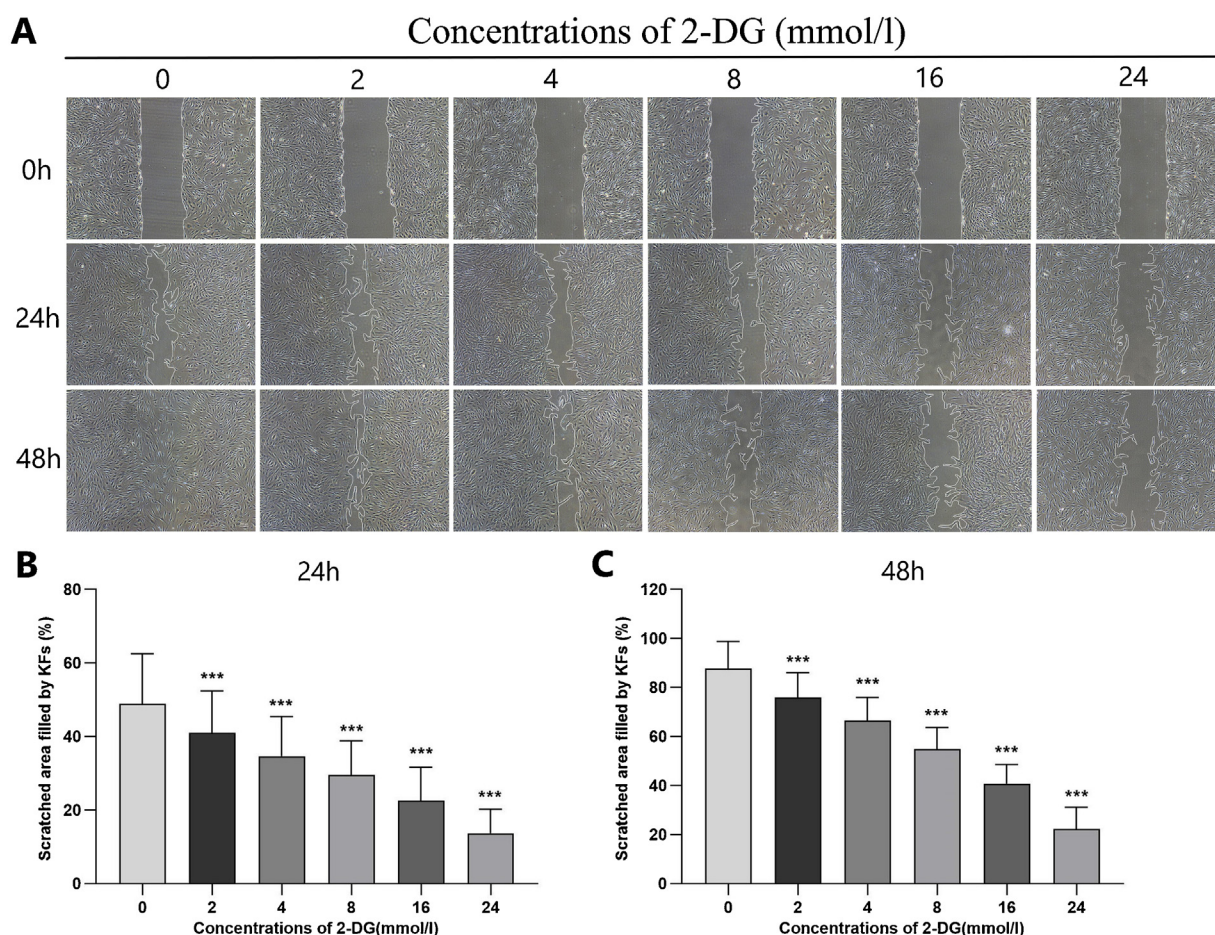 A
Concentrations of 2-DG (mmol/l)
0 2 4 8 16 24
0h
24h
48h
B
24h
Scratched area filled by KFs (%)
80
60
40
20
0
***
***
***
***
***
0 2 4 8 16 24
Concentrations of 2-DG(mmol/l)
C
48h
Scratched area filled by KFs (%)
120
100
80
60
40
20
0
***
***
***
***
***
0 2 4 8 16 24
Concentrations of 2-DG(mmol/l)